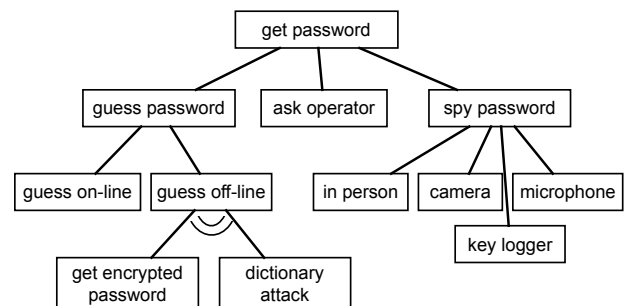 get password
guess password
ask operator
spy password
guess on-line
guess off-line
in person
camera
microphone
key logger
get encrypted
password
dictionary
attack